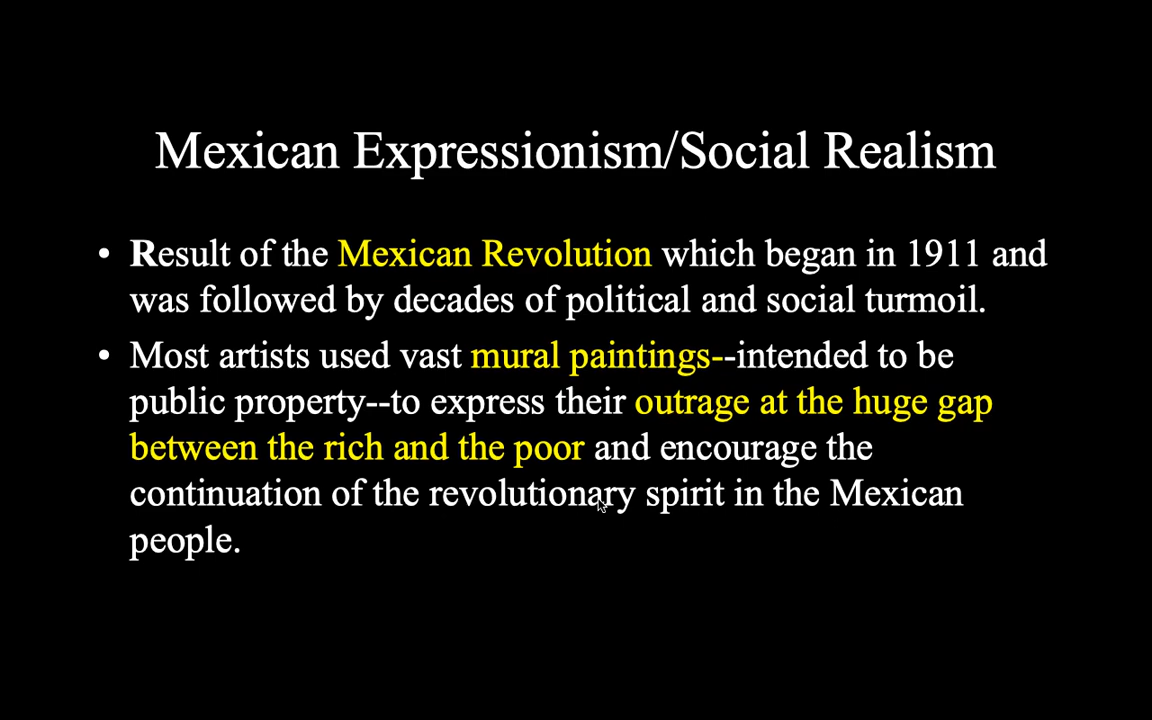 Mexican Expressionism/Social Realism
• Result of the Mexican Revolution which began in 1911 and
was followed by decades of political and social turmoil.
• Most artists used vast mural paintings--intended to be
public property--to express their outrage at the huge gap
between the rich and the poor and encourage the
continuation of the revolutionary spirit in the Mexican
people.